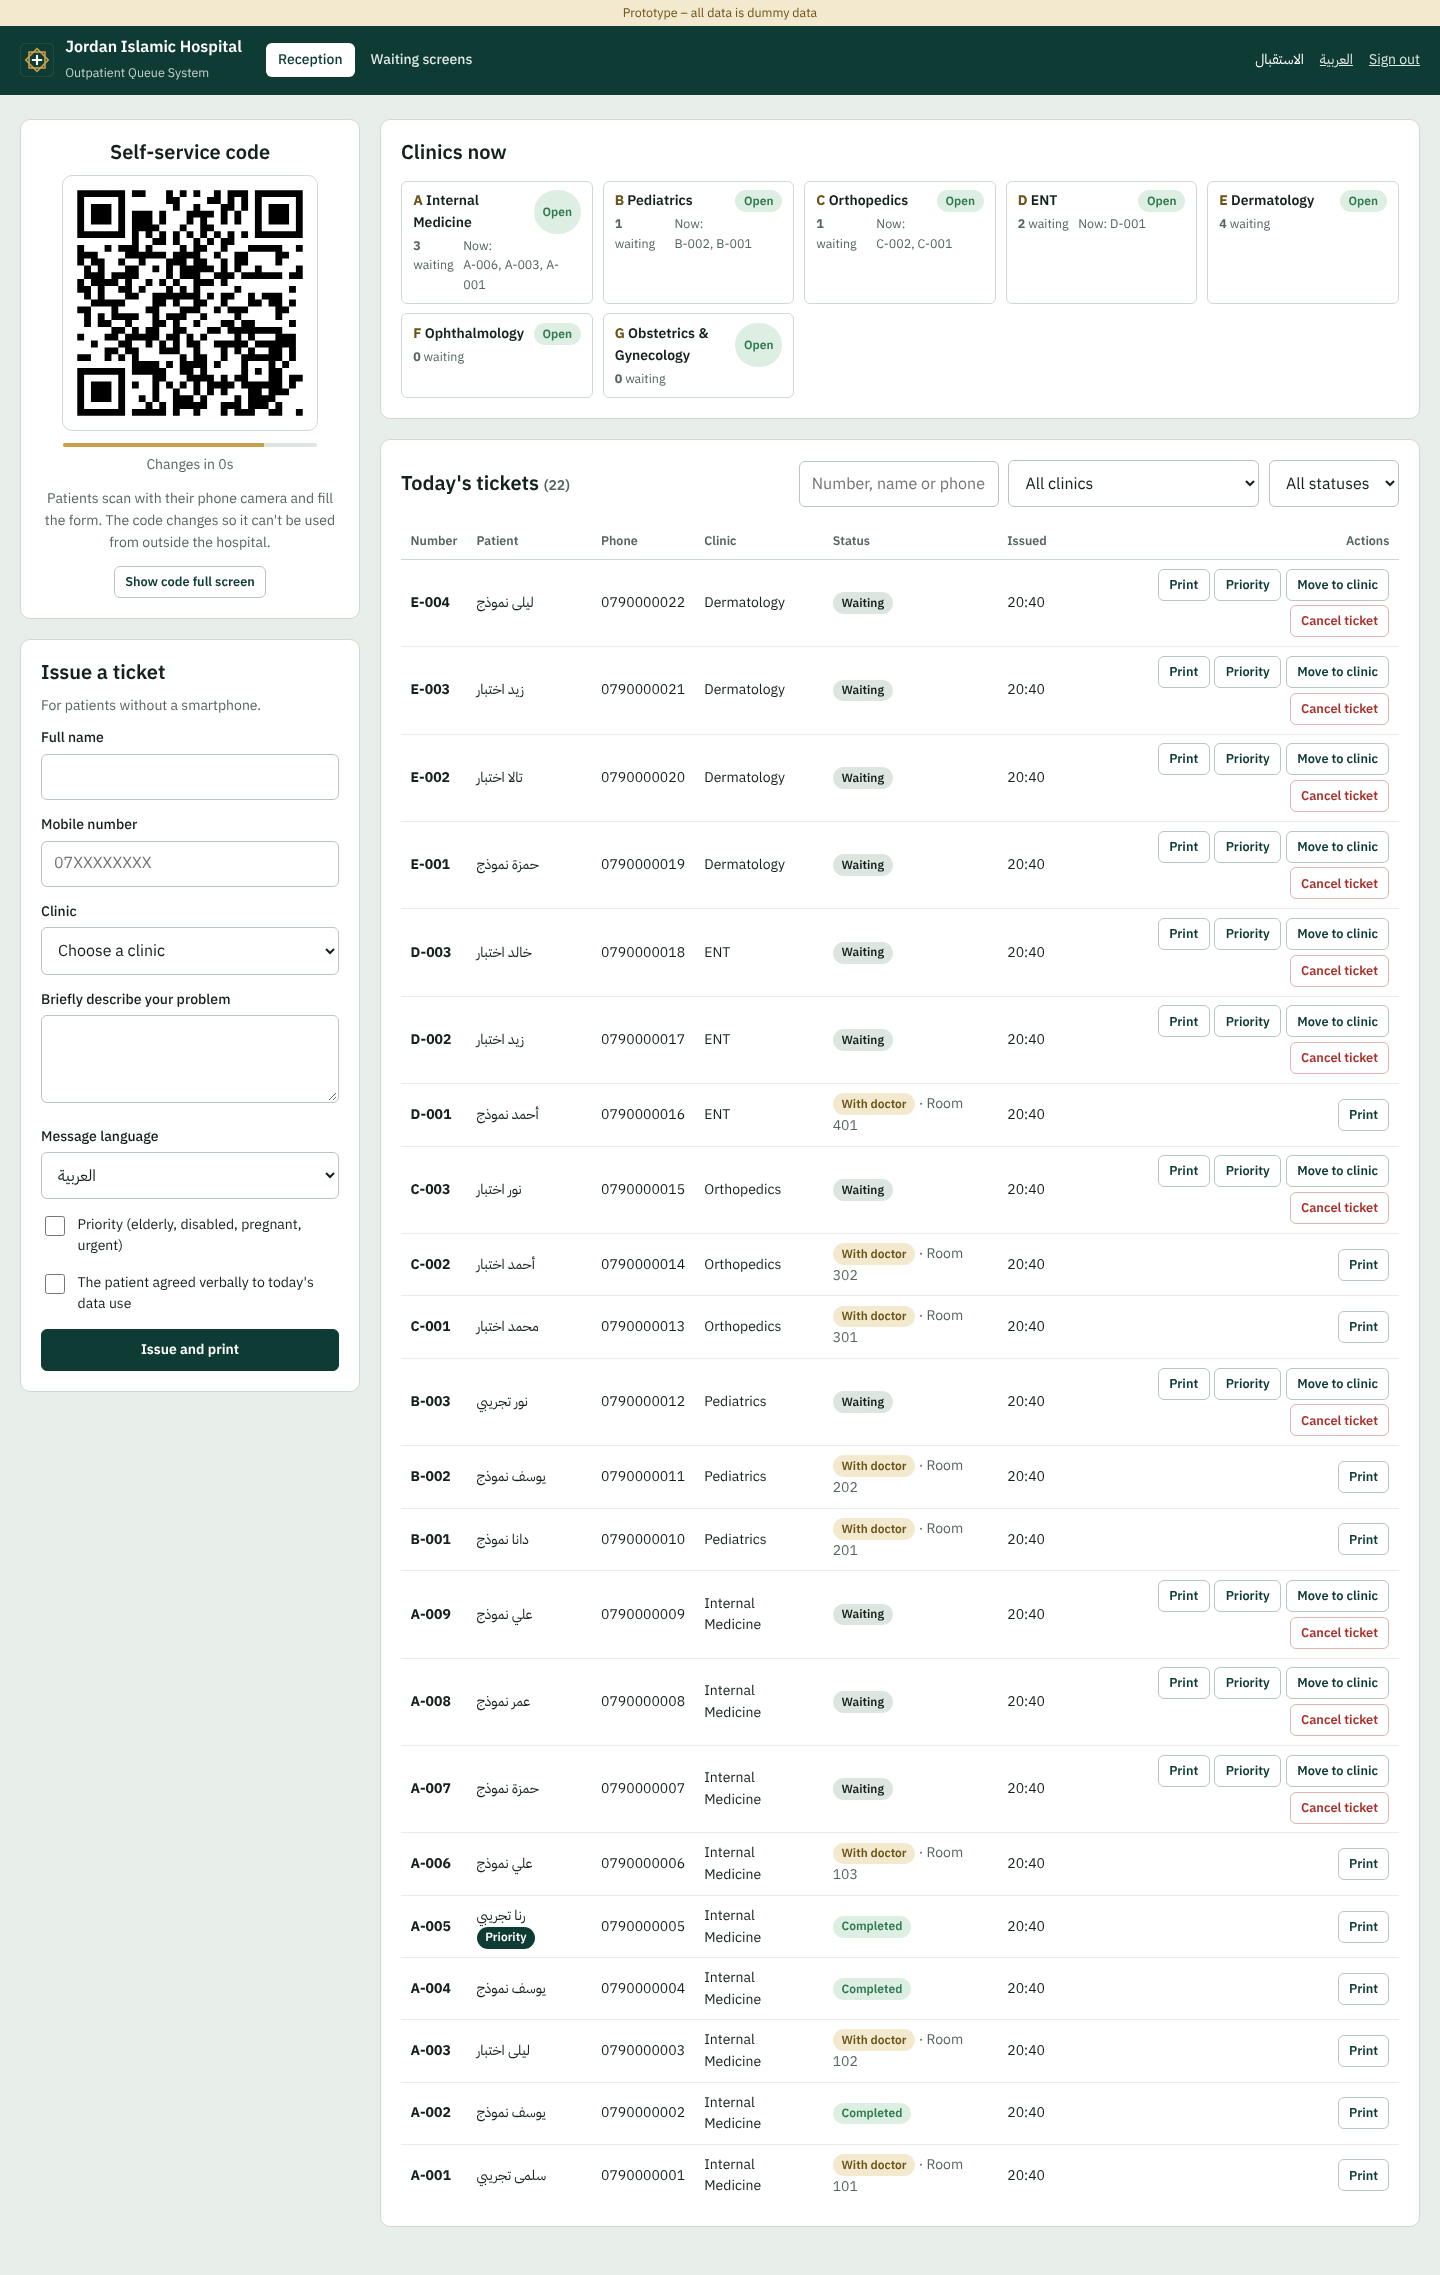 Prototype – all data is dummy data
Jordan Islamic Hospital
Outpatient Queue System
Reception
Waiting screens
الاستقبال
العربية
Sign out
Self-service code
Changes in 0s
Patients scan with their phone camera and fill
the form. The code changes so it can't be used
from outside the hospital.
Show code full screen
Issue a ticket
For patients without a smartphone.
Full name
Mobile number
07XXXXXXXX
Clinic
Choose a clinic
Briefly describe your problem
Message language
العربية
Priority (elderly, disabled, pregnant,
urgent)
The patient agreed verbally to today's
data use
Issue and print
Clinics now
A Internal
Medicine
Open
3
waiting
Now:
A-006, A-003, A-
001
B Pediatrics
Open
1
waiting
Now:
B-002, B-001
C Orthopedics
Open
1
waiting
Now:
C-002, C-001
D ENT
Open
2 waiting Now: D-001
E Dermatology
Open
4 waiting
F Ophthalmology
Open
0 waiting
G Obstetrics &
Gynecology
Open
0 waiting
Today's tickets (22)
Number, name or phone
All clinics
All statuses
Number Patient Phone Clinic Status Issued Actions
E-004 ليلى نموذج 0790000022 Dermatology Waiting 20:40 Print Priority Move to clinic
Cancel ticket
E-003 زيد اختبار 0790000021 Dermatology Waiting 20:40 Print Priority Move to clinic
Cancel ticket
E-002 تالا اختبار 0790000020 Dermatology Waiting 20:40 Print Priority Move to clinic
Cancel ticket
E-001 حمزة نموذج 0790000019 Dermatology Waiting 20:40 Print Priority Move to clinic
Cancel ticket
D-003 خالد اختبار 0790000018 ENT Waiting 20:40 Print Priority Move to clinic
Cancel ticket
D-002 زيد اختبار 0790000017 ENT Waiting 20:40 Print Priority Move to clinic
Cancel ticket
D-001 أحمد نموذج 0790000016 ENT With doctor · Room
401 20:40 Print
C-003 نور اختبار 0790000015 Orthopedics Waiting 20:40 Print Priority Move to clinic
Cancel ticket
C-002 أحمد اختبار 0790000014 Orthopedics With doctor · Room
302 20:40 Print
C-001 محمد اختبار 0790000013 Orthopedics With doctor · Room
301 20:40 Print
B-003 نور تجريبي 0790000012 Pediatrics Waiting 20:40 Print Priority Move to clinic
Cancel ticket
B-002 يوسف نموذج 0790000011 Pediatrics With doctor · Room
202 20:40 Print
B-001 دانا نموذج 0790000010 Pediatrics With doctor · Room
201 20:40 Print
A-009 علي نموذج 0790000009 Internal
Medicine Waiting 20:40 Print Priority Move to clinic
Cancel ticket
A-008 عمر نموذج 0790000008 Internal
Medicine Waiting 20:40 Print Priority Move to clinic
Cancel ticket
A-007 حمزة نموذج 0790000007 Internal
Medicine Waiting 20:40 Print Priority Move to clinic
Cancel ticket
A-006 علي نموذج 0790000006 Internal
Medicine With doctor · Room
103 20:40 Print
A-005 رنا تجريبي
Priority 0790000005 Internal
Medicine Completed 20:40 Print
A-004 يوسف نموذج 0790000004 Internal
Medicine Completed 20:40 Print
A-003 ليلى اختبار 0790000003 Internal
Medicine With doctor · Room
102 20:40 Print
A-002 يوسف نموذج 0790000002 Internal
Medicine Completed 20:40 Print
A-001 سلمى تجريبي 0790000001 Internal
Medicine With doctor · Room
101 20:40 Print